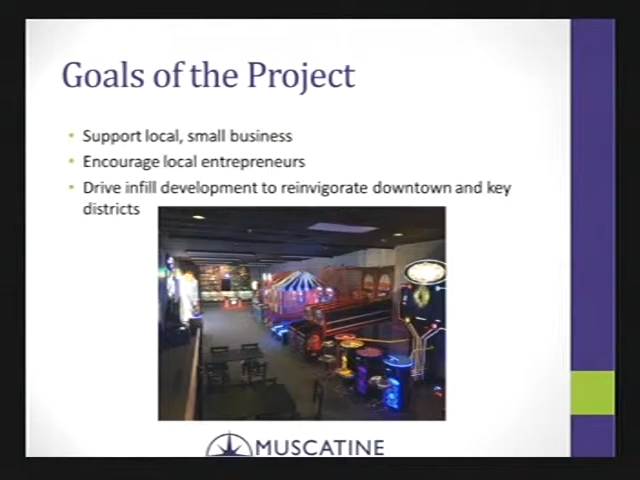 Goals of the Project
• Support local, small business
• Encourage local entrepreneurs
• Drive infill development to reinvigorate downtown and key
districts
MUSCATINE